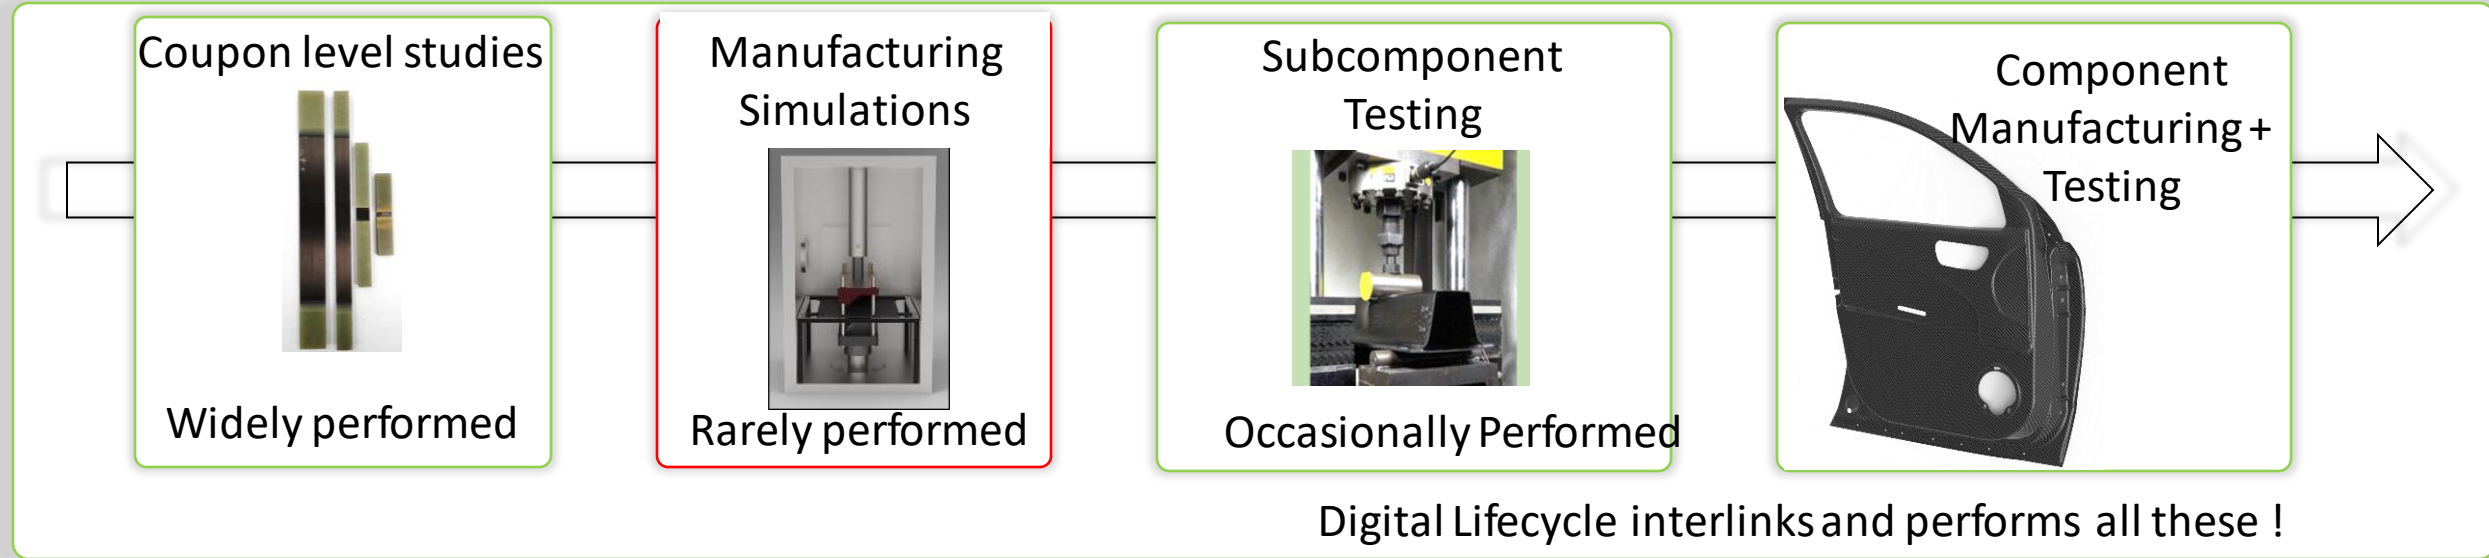 Coupon level studies
Widely performed
Manufacturing
Simulations
Rarely performed
Subcomponent
Testing
Occasionally Performed
Component
Manufacturing +
Testing
Digital Lifecycle interlinks and performs all these !